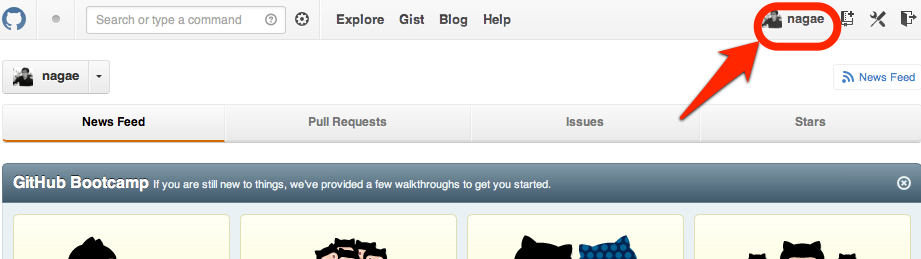 Search or type a command
Explore Gist Blog Help
nagae
nagae
News Feed
News Feed Pull Requests Issues Stars
GitHub Bootcamp If you are still new to things, we've provided a few walkthroughs to get you started.